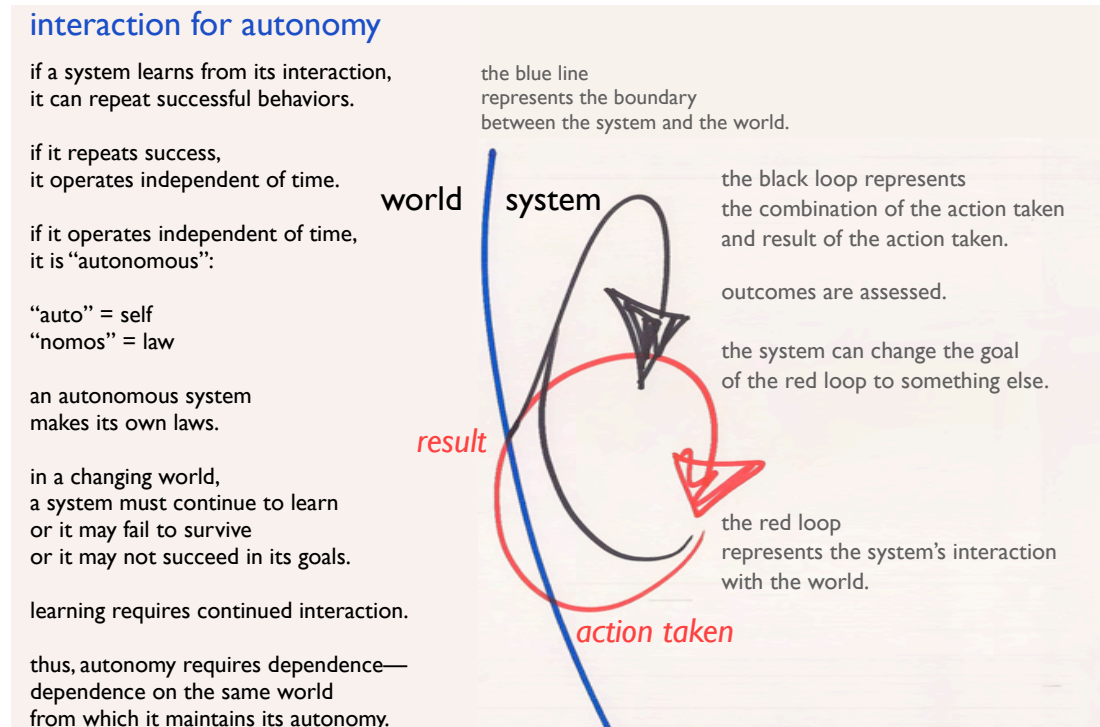 interaction for autonomy
if a system learns from its interaction,
it can repeat successful behaviors.
if it repeats success,
it operates independent of time.
if it operates independent of time,
it is “autonomous”:
“auto” = self
“nomos” = law
an autonomous system
makes its own laws.
in a changing world,
a system must continue to learn
or it may fail to survive
or it may not succeed in its goals.
learning requires continued interaction.
thus, autonomy requires dependence—
dependence on the same world
from which it maintains its autonomy.
the blue line
represents the boundary
between the system and the world.
world
system
the black loop represents
the combination of the action taken
and result of the action taken.
outcomes are assessed.
the system can change the goal
of the red loop to something else.
result
the red loop
represents the system’s interaction
with the world.
action taken